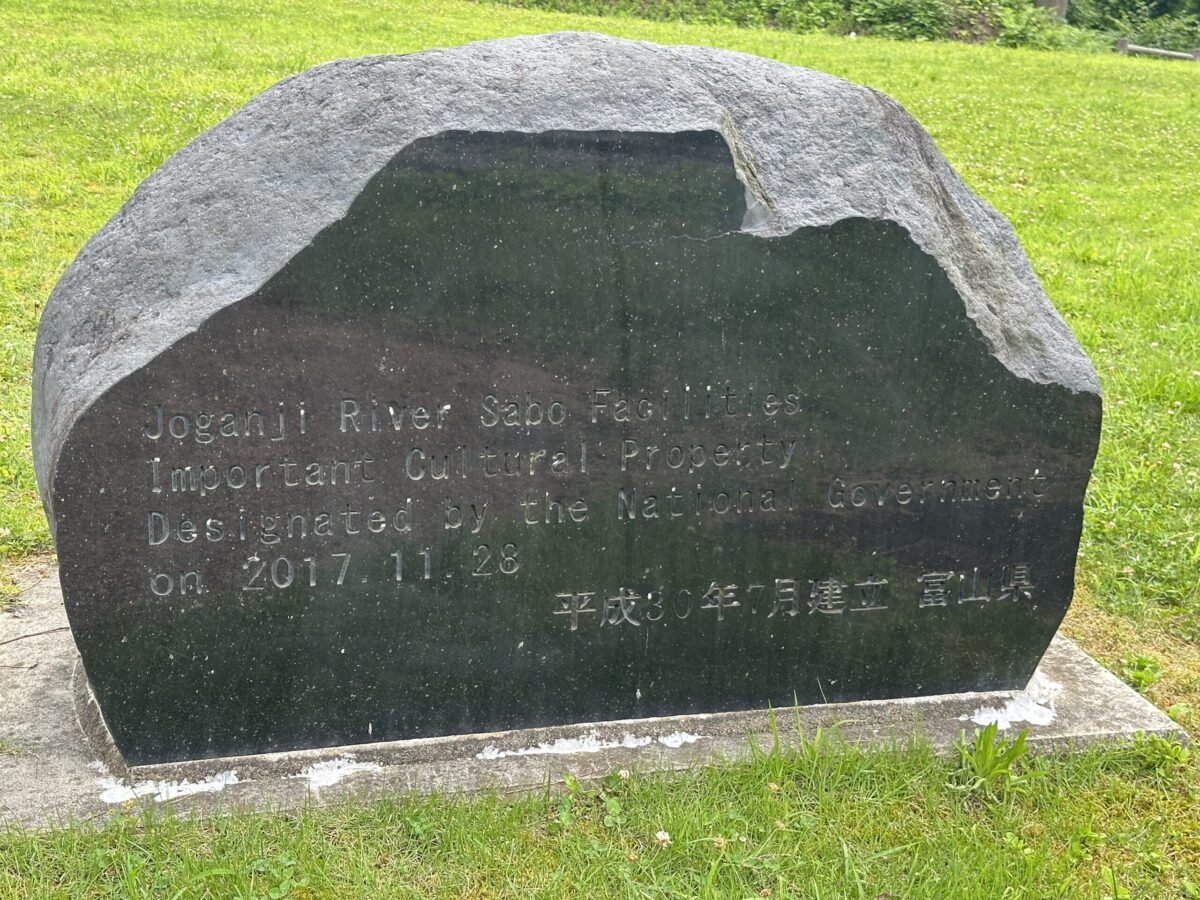 Joganji River Sabo Facilities
Important Cultural Property
Designated by the National Government
on 2017.11.28
平成30年7月建立 富山県